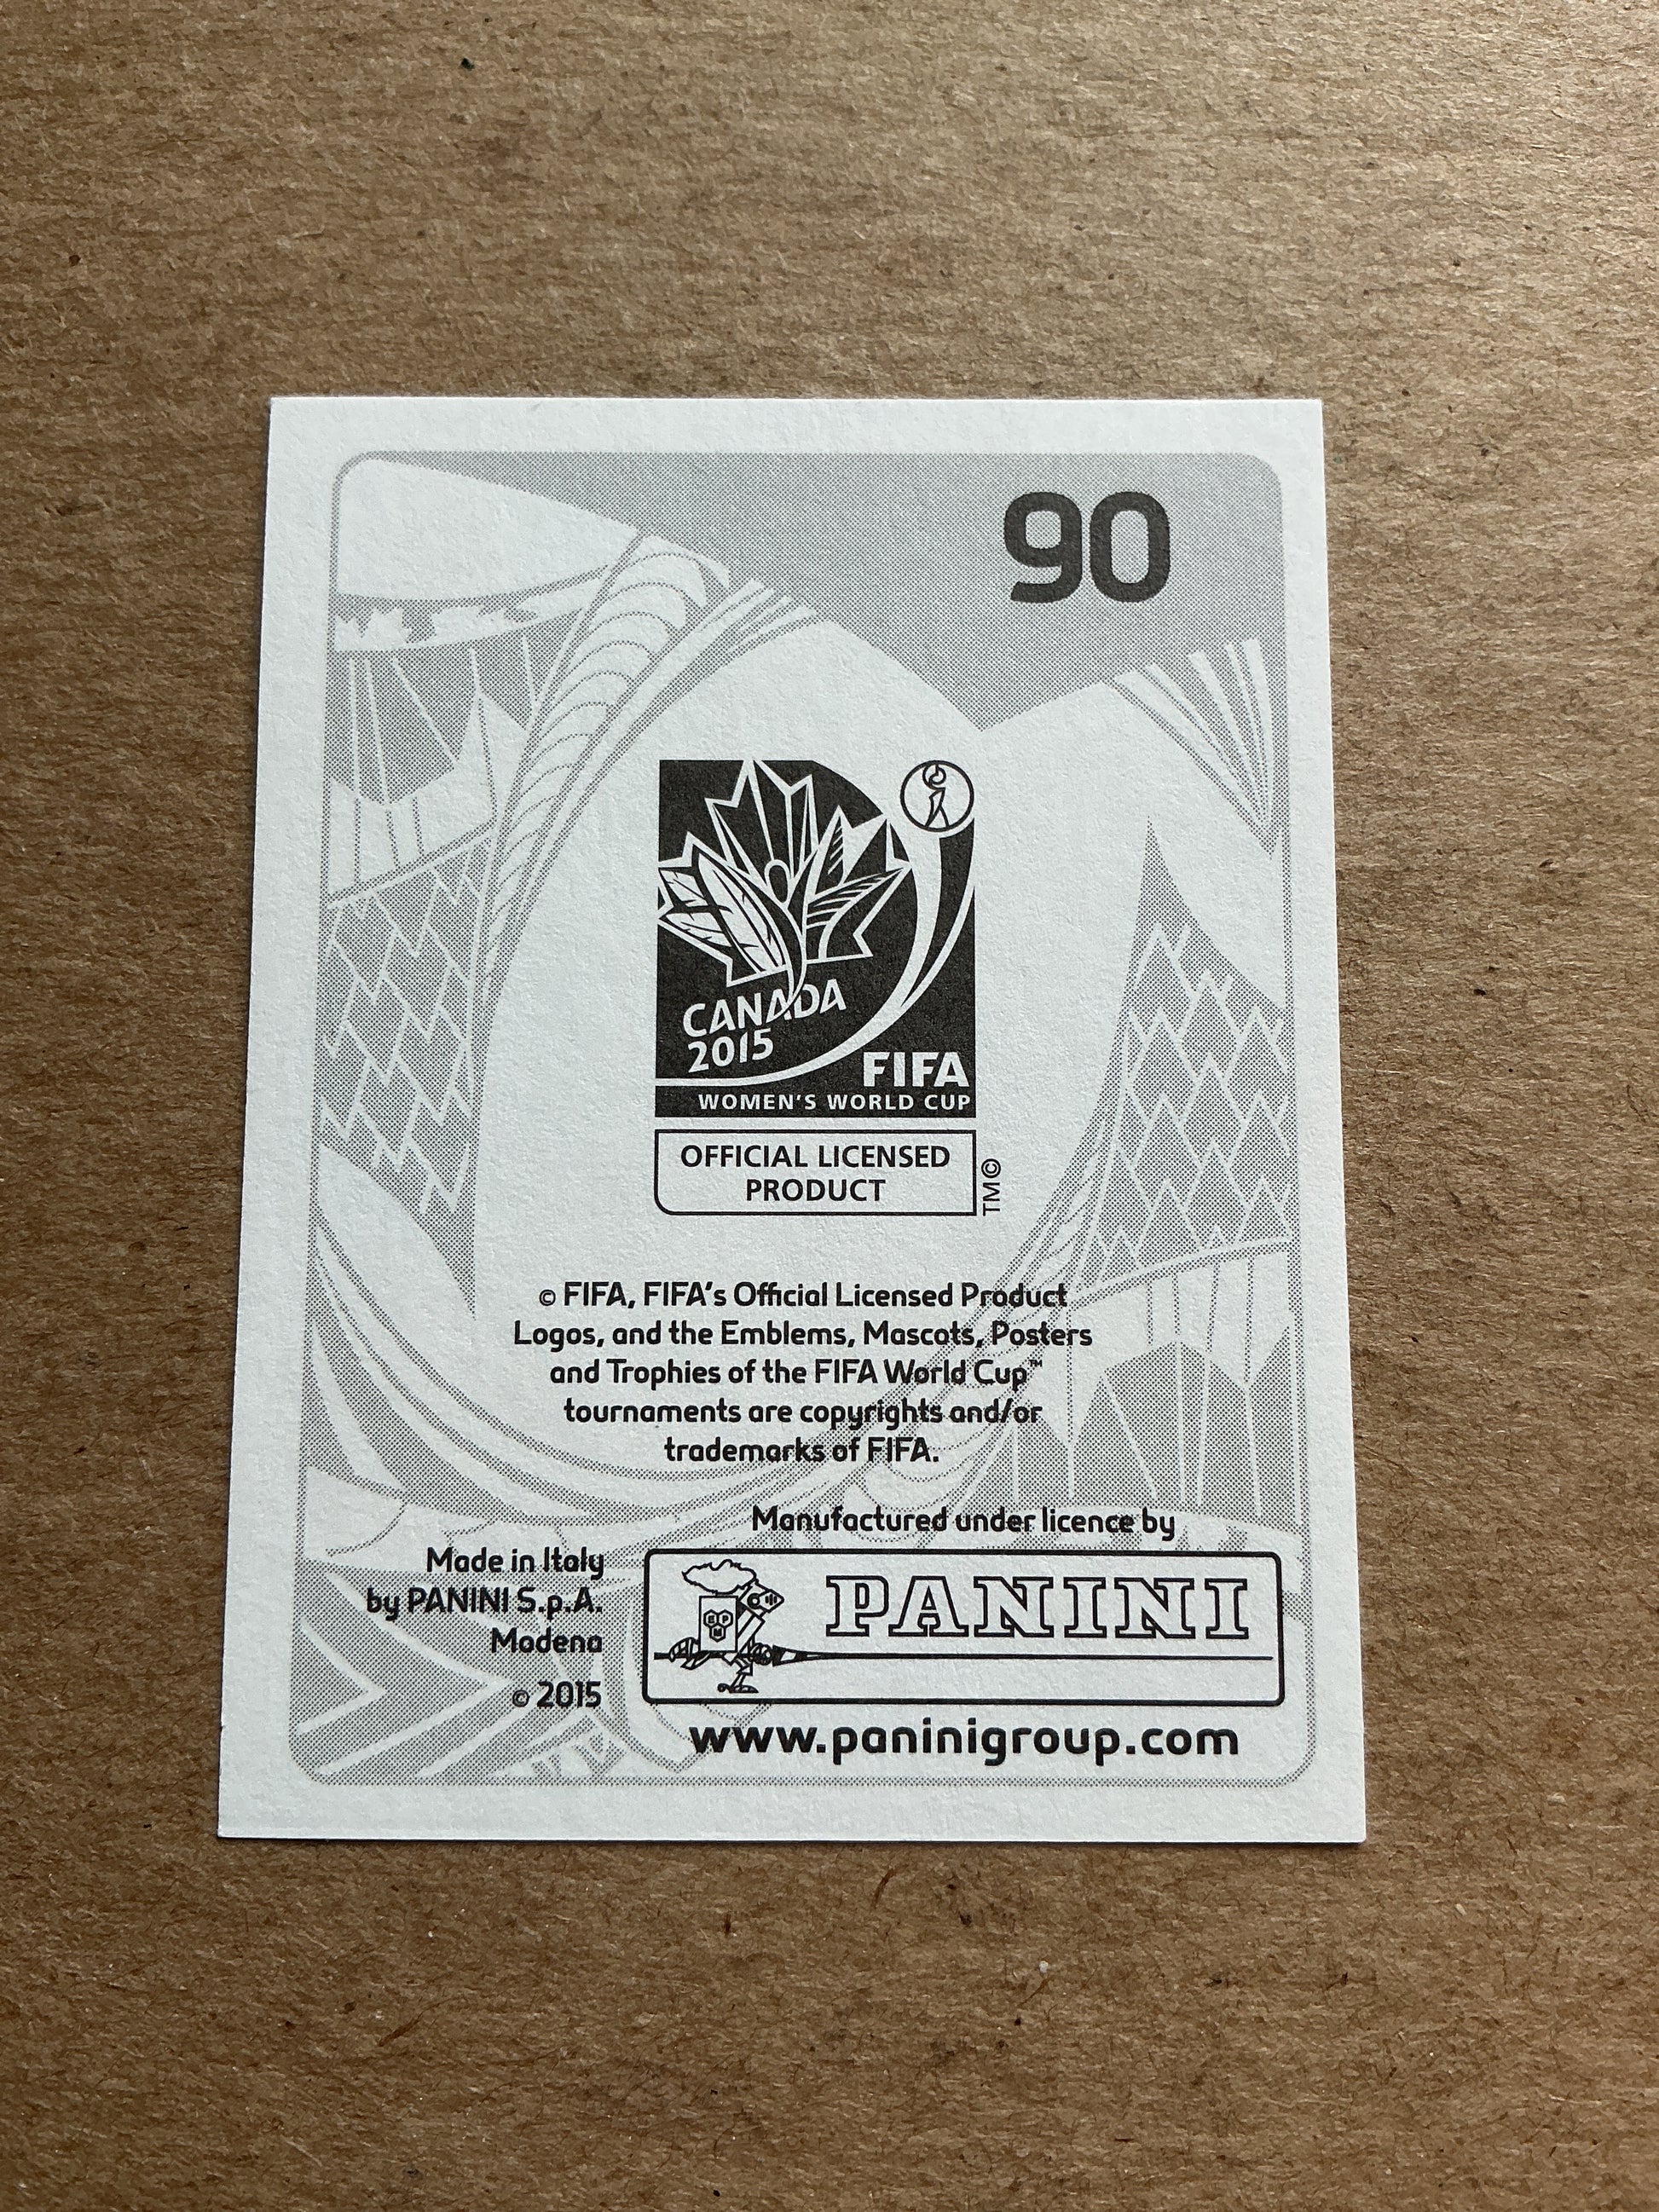 90
CANADA
2015
FIFA
WOMEN'S WORLD CUP
OFFICIAL LICENSED
PRODUCT
TM©
© FIFA, FIFA's Official Licensed Product
Logos, and the Emblems, Mascots, Posters
and Trophies of the FIFA World Cup™
tournaments are copyrights and/or
trademarks of FIFA.
Manufactured under licence by
Made in Italy
by PANINI S.p.A.
Modena
© 2015
PANINI
www.paninigroup.com